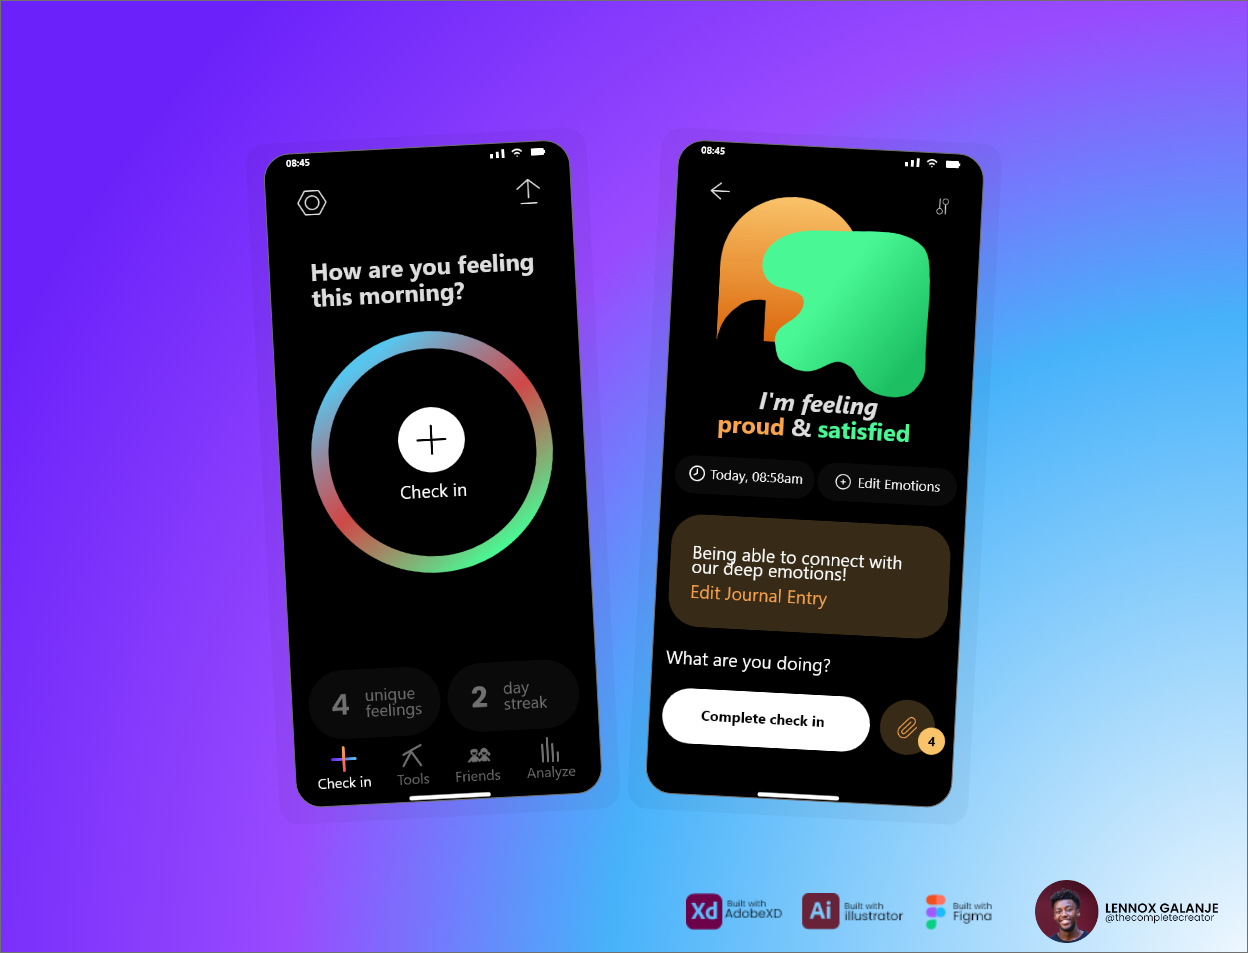 08:45
How are you feeling
this morning?
Check in
4
unique
feelings
2
day
streak
Check in
Tools
Friends
Analyze
08:45
I'm feeling
proud & satisfied
Today, 08:58am
Edit Emotions
Being able to connect with
our deep emotions!
Edit Journal Entry
What are you doing?
Complete check in
4
Xd
Built with
AdobeXD
Ai
Built with
illustrator
Built with
Figma
LENNOX GALANJE
@thecompletecreator